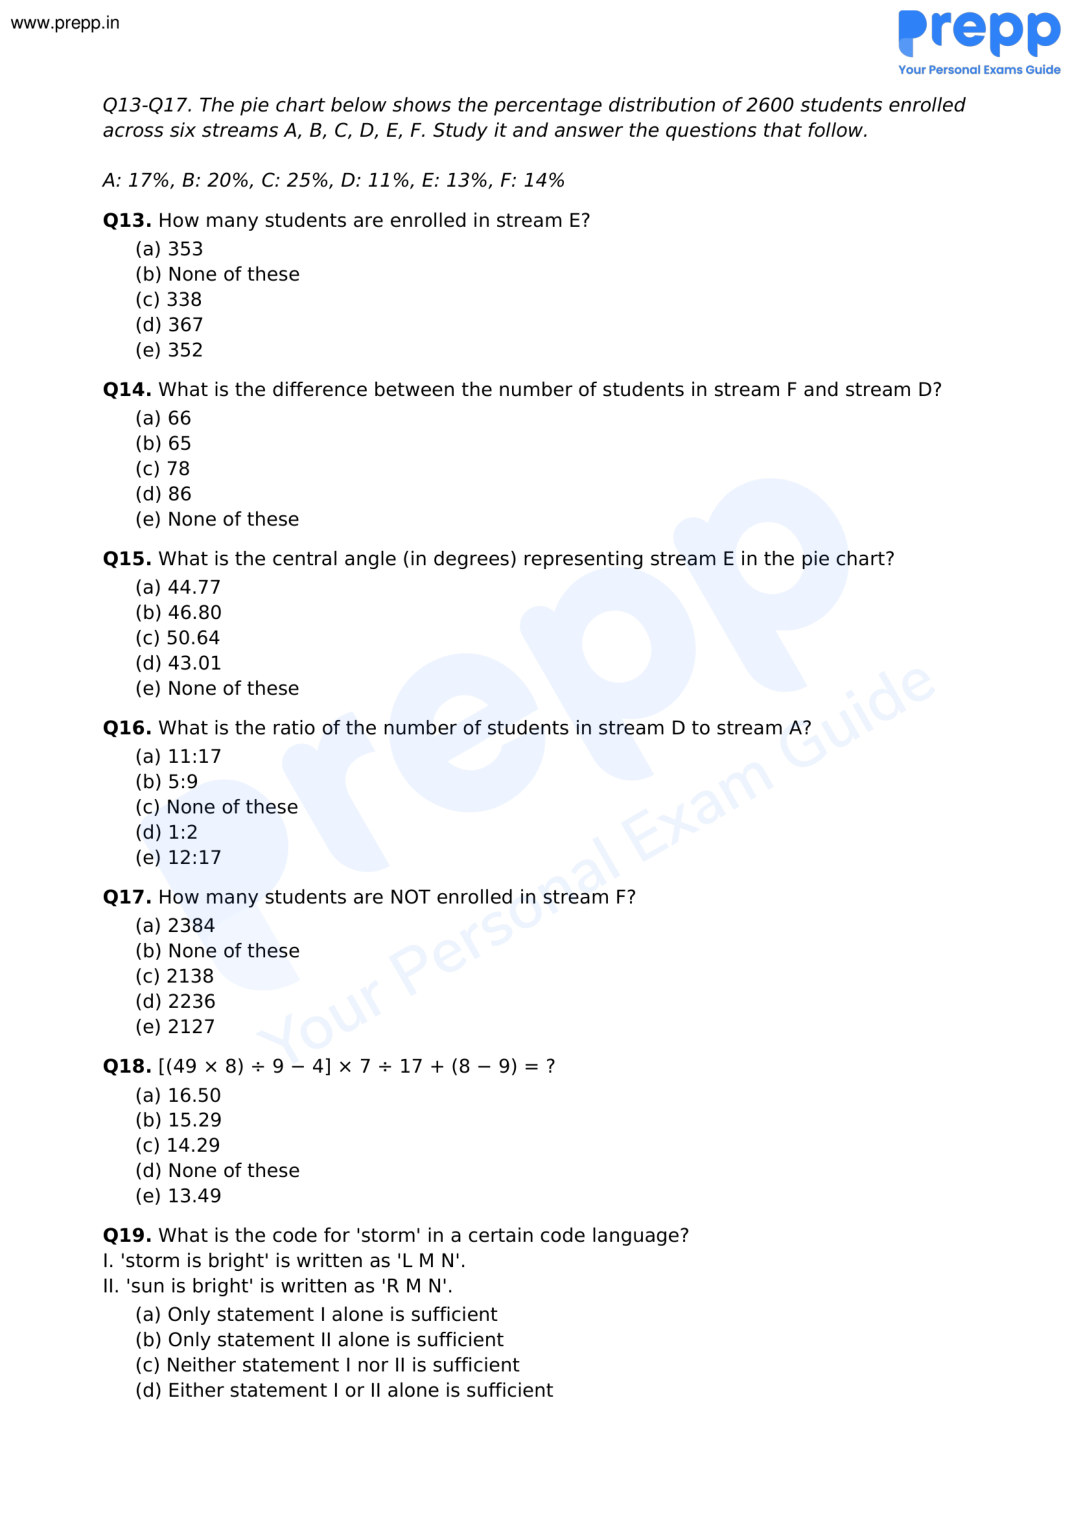 www.prepp.in
Prepp
Your Personal Exams Guide
Q13-Q17. The pie chart below shows the percentage distribution of 2600 students enrolled
across six streams A, B, C, D, E, F. Study it and answer the questions that follow.
A: 17%, B: 20%, C: 25%, D: 11%, E: 13%, F: 14%
Q13. How many students are enrolled in stream E?
(a) 353
(b) None of these
(c) 338
(d) 367
(e) 352
Q14. What is the difference between the number of students in stream F and stream D?
(a) 66
(b) 65
(c) 78
(d) 86
(e) None of these
Q15. What is the central angle (in degrees) representing stream E in the pie chart?
(a) 44.77
(b) 46.80
(c) 50.64
(d) 43.01
(e) None of these
Q16. What is the ratio of the number of students in stream D to stream A?
(a) 11:17
(b) 5:9
(c) None of these
(d) 1:2
(e) 12:17
Q17. How many students are NOT enrolled in stream F?
(a) 2384
(b) None of these
(c) 2138
(d) 2236
(e) 2127
Q18. [(49 × 8) ÷ 9 − 4] × 7 ÷ 17 + (8 − 9) = ?
(a) 16.50
(b) 15.29
(c) 14.29
(d) None of these
(e) 13.49
Q19. What is the code for 'storm' in a certain code language?
I. 'storm is bright' is written as 'L M N'.
II. 'sun is bright' is written as 'R M N'.
(a) Only statement I alone is sufficient
(b) Only statement II alone is sufficient
(c) Neither statement I nor II is sufficient
(d) Either statement I or II alone is sufficient
prepp
Your Personal Exam Guide